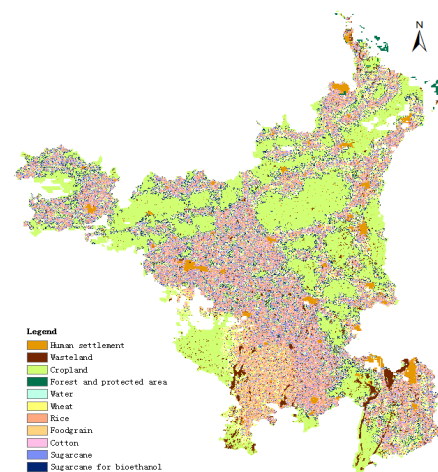 N
Legend
Human settlement
Wasteland
Cropland
Forest and protected area
Water
Wheat
Rice
Foodgrain
Cotton
Sugarcane
Sugarcane for bioethanol